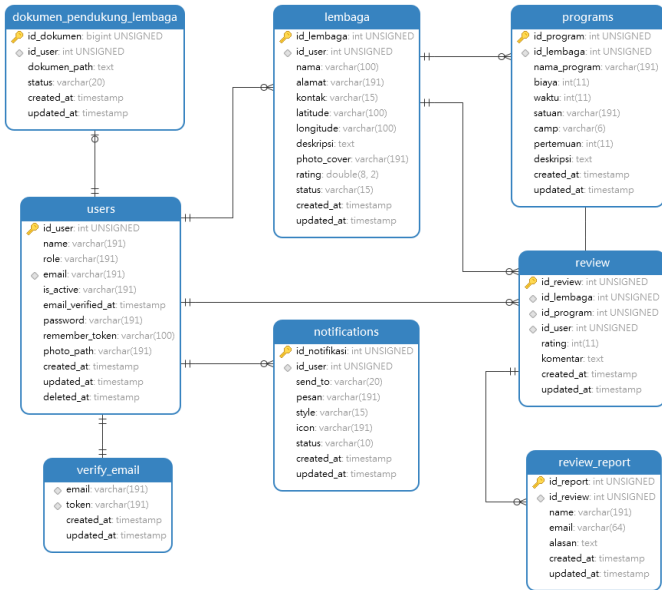 dokumen_pendukung_lembaga
id_dokumen: bigint UNSIGNED
id_user: int UNSIGNED
dokumen_path: text
status: varchar(20)
created_at: timestamp
updated_at: timestamp
lembaga
id_lembaga: int UNSIGNED
id_user: int UNSIGNED
nama: varchar(100)
alamat: varchar(191)
kontak: varchar(15)
latitude: varchar(100)
longitude: varchar(100)
deskripsi: text
photo_cover: varchar(191)
rating: double(8, 2)
status: varchar(15)
created_at: timestamp
updated_at: timestamp
programs
id_program: int UNSIGNED
id_lembaga: int UNSIGNED
nama_program: varchar(191)
biaya: int(11)
waktu: int(11)
satuan: varchar(191)
camp: varchar(6)
pertemuan: int(11)
deskripsi: text
created_at: timestamp
updated_at: timestamp
users
id_user: int UNSIGNED
name: varchar(191)
role: varchar(191)
email: varchar(191)
is_active: varchar(191)
email_verified_at: timestamp
password: varchar(191)
remember_token: varchar(100)
photo_path: varchar(191)
created_at: timestamp
updated_at: timestamp
deleted_at: timestamp
review
id_review: int UNSIGNED
id_lembaga: int UNSIGNED
id_program: int UNSIGNED
id_user: int UNSIGNED
rating: int(11)
komentar: text
created_at: timestamp
updated_at: timestamp
notifications
id_notifikasi: int UNSIGNED
id_user: int UNSIGNED
send_to: varchar(20)
pesan: varchar(191)
style: varchar(15)
icon: varchar(191)
status: varchar(10)
created_at: timestamp
updated_at: timestamp
verify_email
email: varchar(191)
token: varchar(191)
created_at: timestamp
updated_at: timestamp
review_report
id_report: int UNSIGNED
id_review: int UNSIGNED
name: varchar(191)
email: varchar(64)
alasan: text
created_at: timestamp
updated_at: timestamp